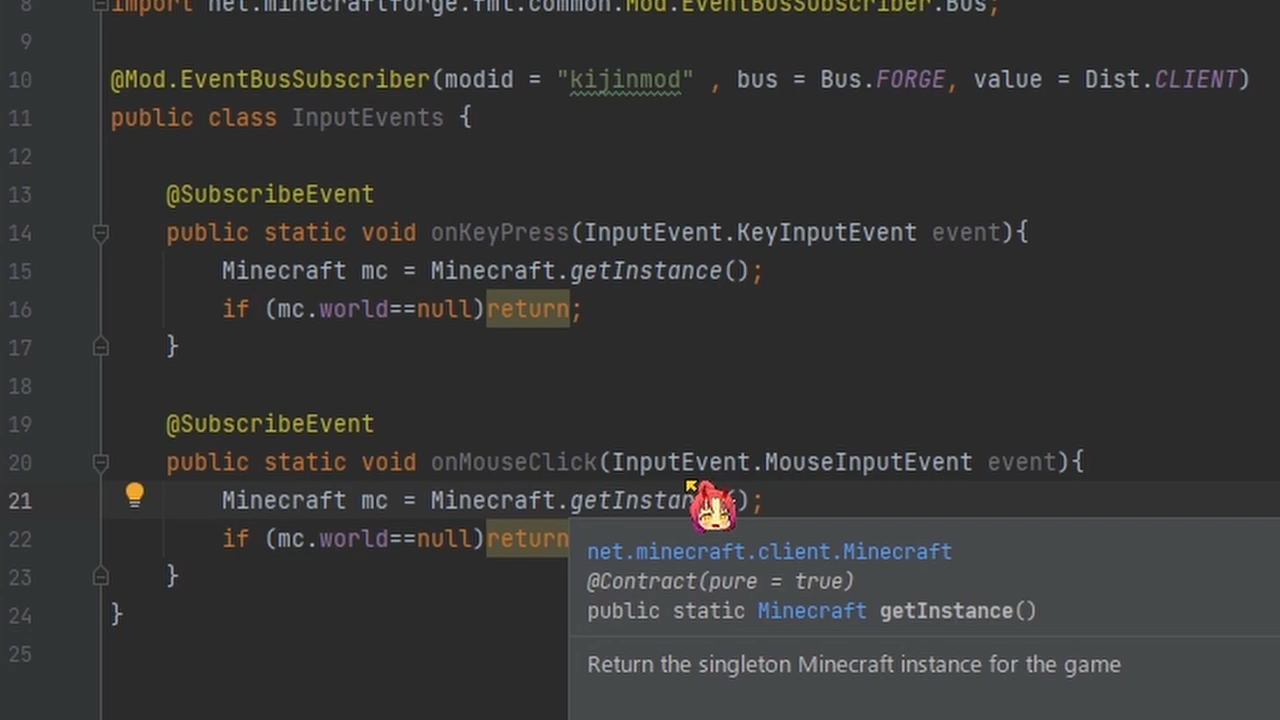 8 import net.minecraftforge.fml.common.Mod.EventBusSubscriber.Bus;
9
10 @Mod.EventBusSubscriber(modid = "kijinmod" , bus = Bus.FORGE, value = Dist.CLIENT)
11 public class InputEvents {
12
13 @SubscribeEvent
14 public static void onKeyPress(InputEvent.KeyInputEvent event){
15 Minecraft mc = Minecraft.getInstance();
16 if (mc.world==null)return;
17 }
18
19 @SubscribeEvent
20 public static void onMouseClick(InputEvent.MouseInputEvent event){
21 Minecraft mc = Minecraft.getInstan );
22 if (mc.world==null)return
23 }
24 }
25
net.minecraft.client.Minecraft
@Contract(pure = true)
public static Minecraft getInstance()
Return the singleton Minecraft instance for the game